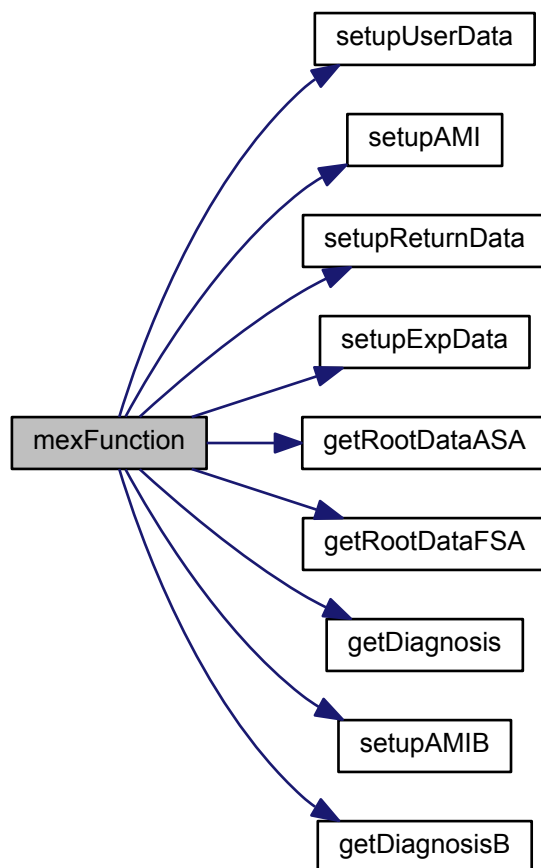 setupUserData
setupAMI
setupReturnData
setupExpData
mexFunction
getRootDataASA
getRootDataFSA
getDiagnosis
setupAMIB
getDiagnosisB